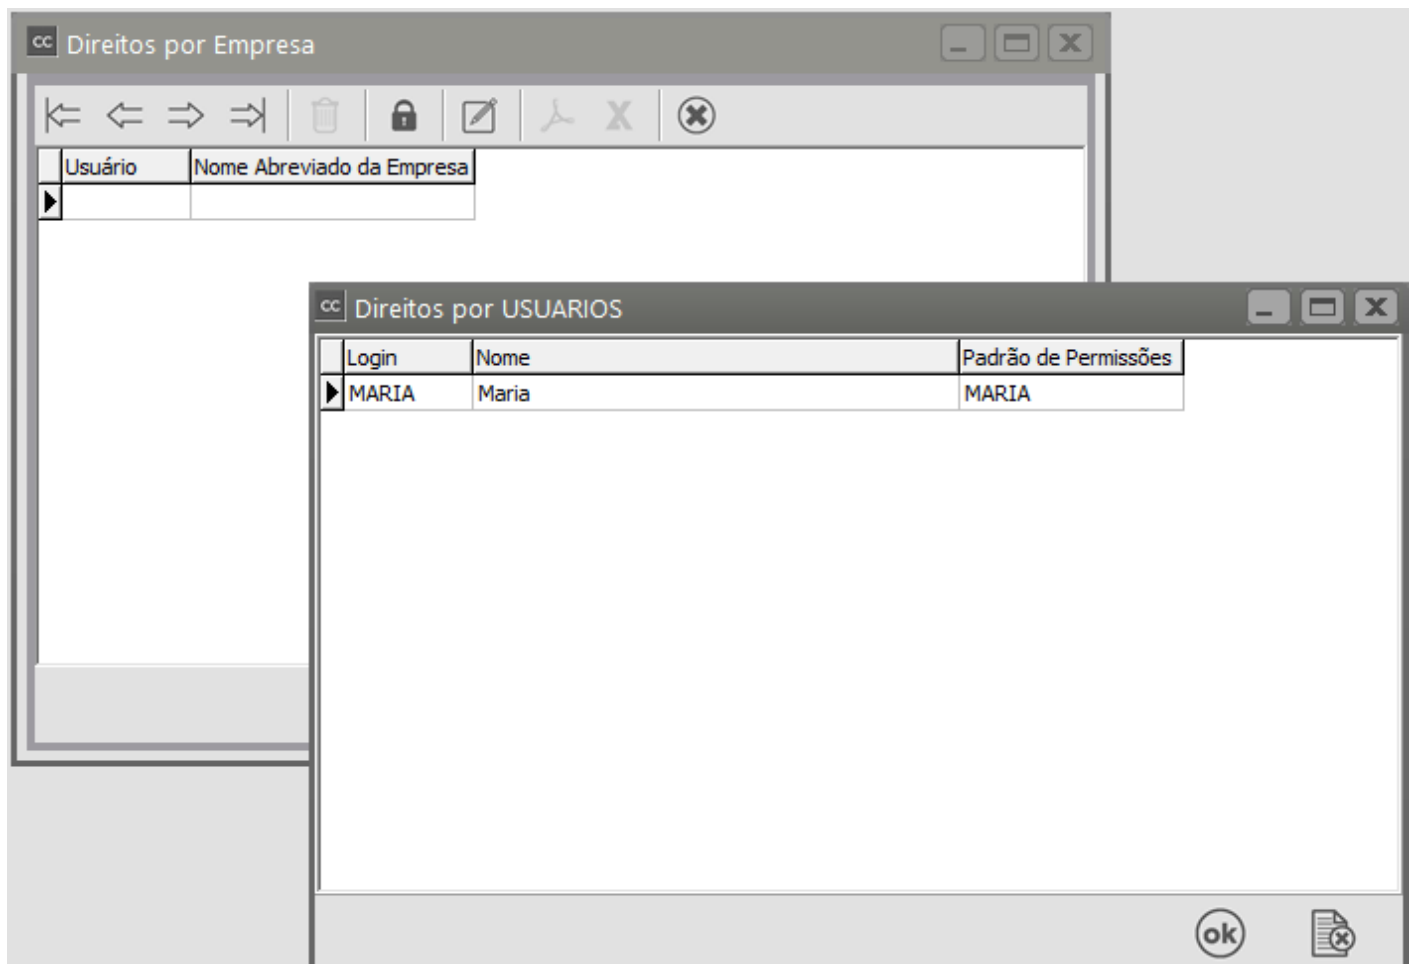 cc Direitos por Empresa
Usuário Nome Abreviado da Empresa
cc Direitos por USUARIOS
Login Nome Padrão de Permissões
MARIA Maria MARIA
ok